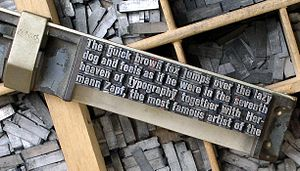 The quick brown fox jumps over the lazy
dog and feels as if he were in the seventh
heaven of typography together with Her-
mann Zapf, the most famous artist of the